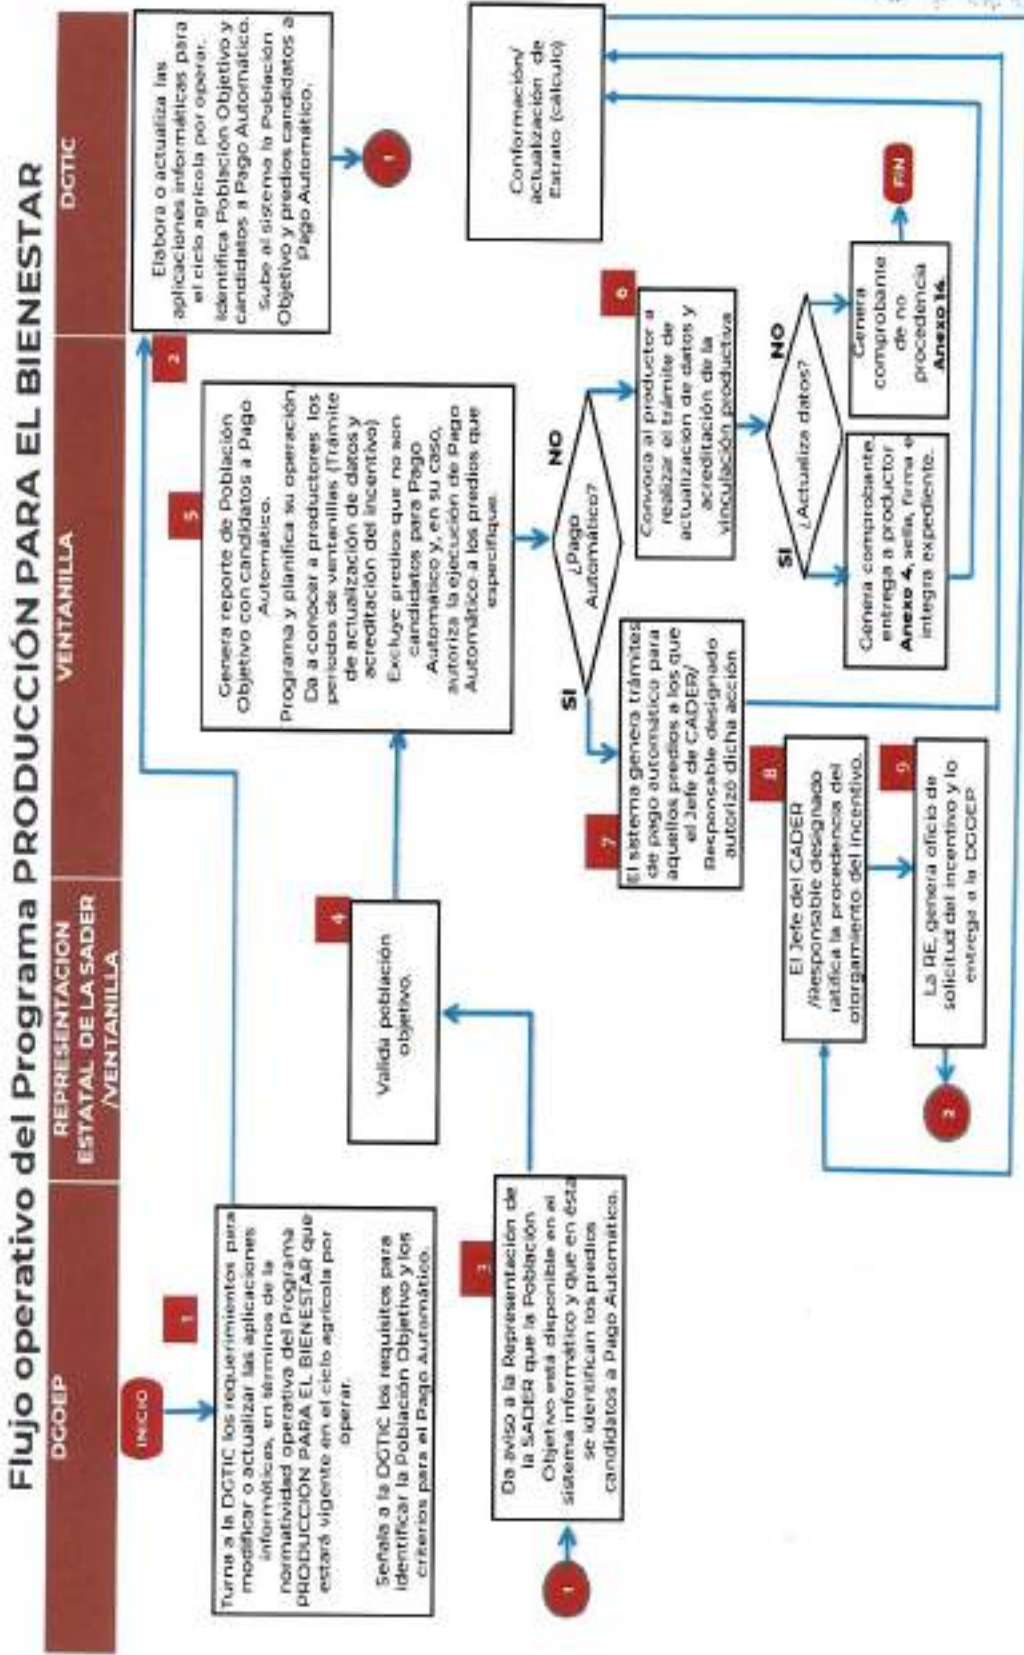 Flujo operativo del Programa PRODUCCIÓN PARA EL BIENESTAR
DGOEP
REPRESENTACION
ESTATAL DE LA SADER
/VENTANILLA
VENTANILLA
DGTIC
INICIO
1
Turna a la DGTIC los requerimientos para
modificar o actualizar las aplicaciones
informáticas, en términos de la
normatividad operativa del Programa
PRODUCCION PARA EL BIENESTAR que
estará vigente en el ciclo agrícola por
operar.
Señala a la DGTIC los requisitos para
identificar la Población Objetivo y los
criterios para el Pago Automático.
2
Elabora o actualiza las
aplicaciones informáticas para
el ciclo agrícola por operar.
Identifica Población Objetivo y
candidatos a Pago Automático.
Sube al sistema la Población
Objetivo y predios candidatos a
Pago Automático.
1
1
3
Da aviso a la Representación de
la SADER que la Población
Objetivo está disponible en el
sistema informático y que en ésta
se identifican los predios
candidatos a Pago Automático.
4
Valida población
objetivo.
5
Genera reporte de Población
Objetivo con candidatos a Pago
Automático.
Programa y planifica su operación.
Da a conocer a productores los
periodos de ventanillas (Trámite
de actualización de datos y
acreditación del incentivo)
Excluye predios que no son
candidatos para Pago
Automático y, en su caso,
autoriza la ejecución de Pago
Automático a los predios que
especifique.
¿Pago
Automático?
SI
NO
6
Convoca al productor a
realizar el trámite de
actualización de datos y
acreditación de la
vinculación productiva
¿Actualiza datos?
SI
NO
Genera comprobante,
entrega a productor
Anexo 4, sella, firma e
integra expediente.
Genera
comprobante
de no
procedencia
Anexo 14.
FIN
7
El sistema genera trámites
de pago automática para
aquellos predios a los que
el Jefe de CADER/
Responsable designado
autorizó dicha acción
Conformación/
actualización de
Estrato (cálculo)
8
El Jefe del CADER
/Responsable designado
ratifica la procedencia del
otorgamiento del incentivo.
9
La RE, genera oficio de
solicitud del incentivo y lo
entrega a la DGOEP
2